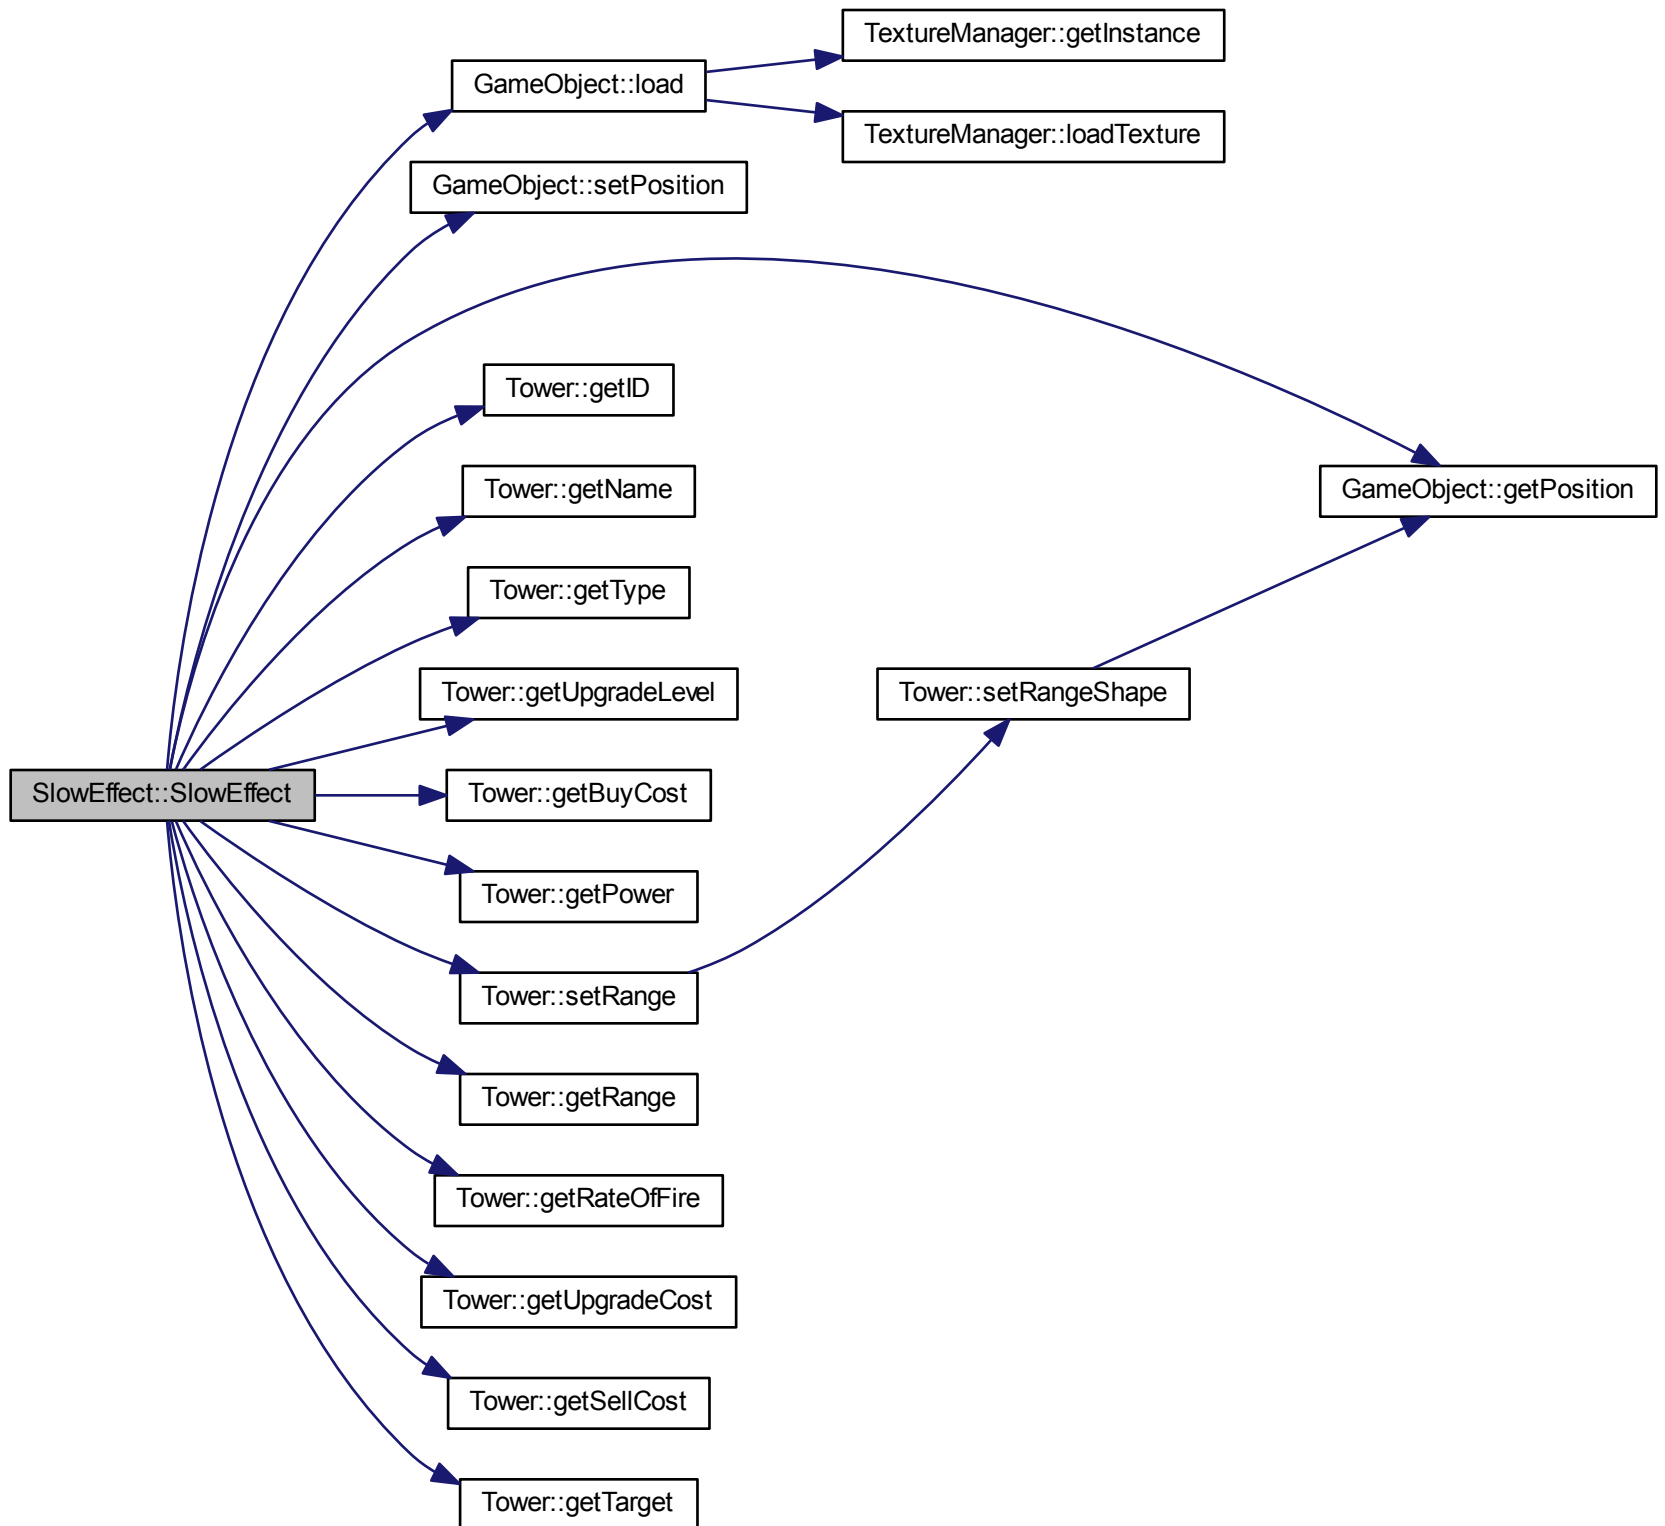 TextureManager::getInstance
GameObject::load
TextureManager::loadTexture
GameObject::setPosition
Tower::getID
Tower::getName
GameObject::getPosition
Tower::getType
Tower::getUpgradeLevel
Tower::setRangeShape
SlowEffect::SlowEffect
Tower::getBuyCost
Tower::getPower
Tower::setRange
Tower::getRange
Tower::getRateOfFire
Tower::getUpgradeCost
Tower::getSellCost
Tower::getTarget